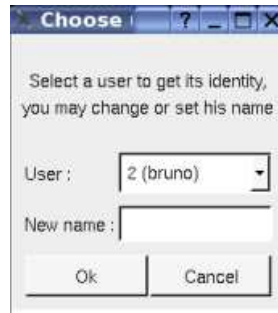 Choose
?
Select a user to get its identity,
you may change or set his name
User :
2 (bruno)
New name :
Ok
Cancel